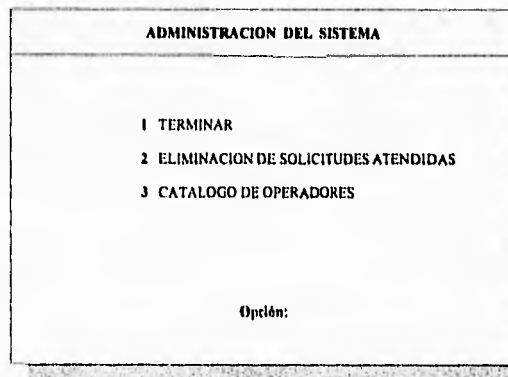 ADMINISTRACION DEL SISTEMA
1 TERMINAR
2 ELIMINACION DE SOLICITUDES ATENDIDAS
3 CATALOGO DE OPERADORES
Opción: